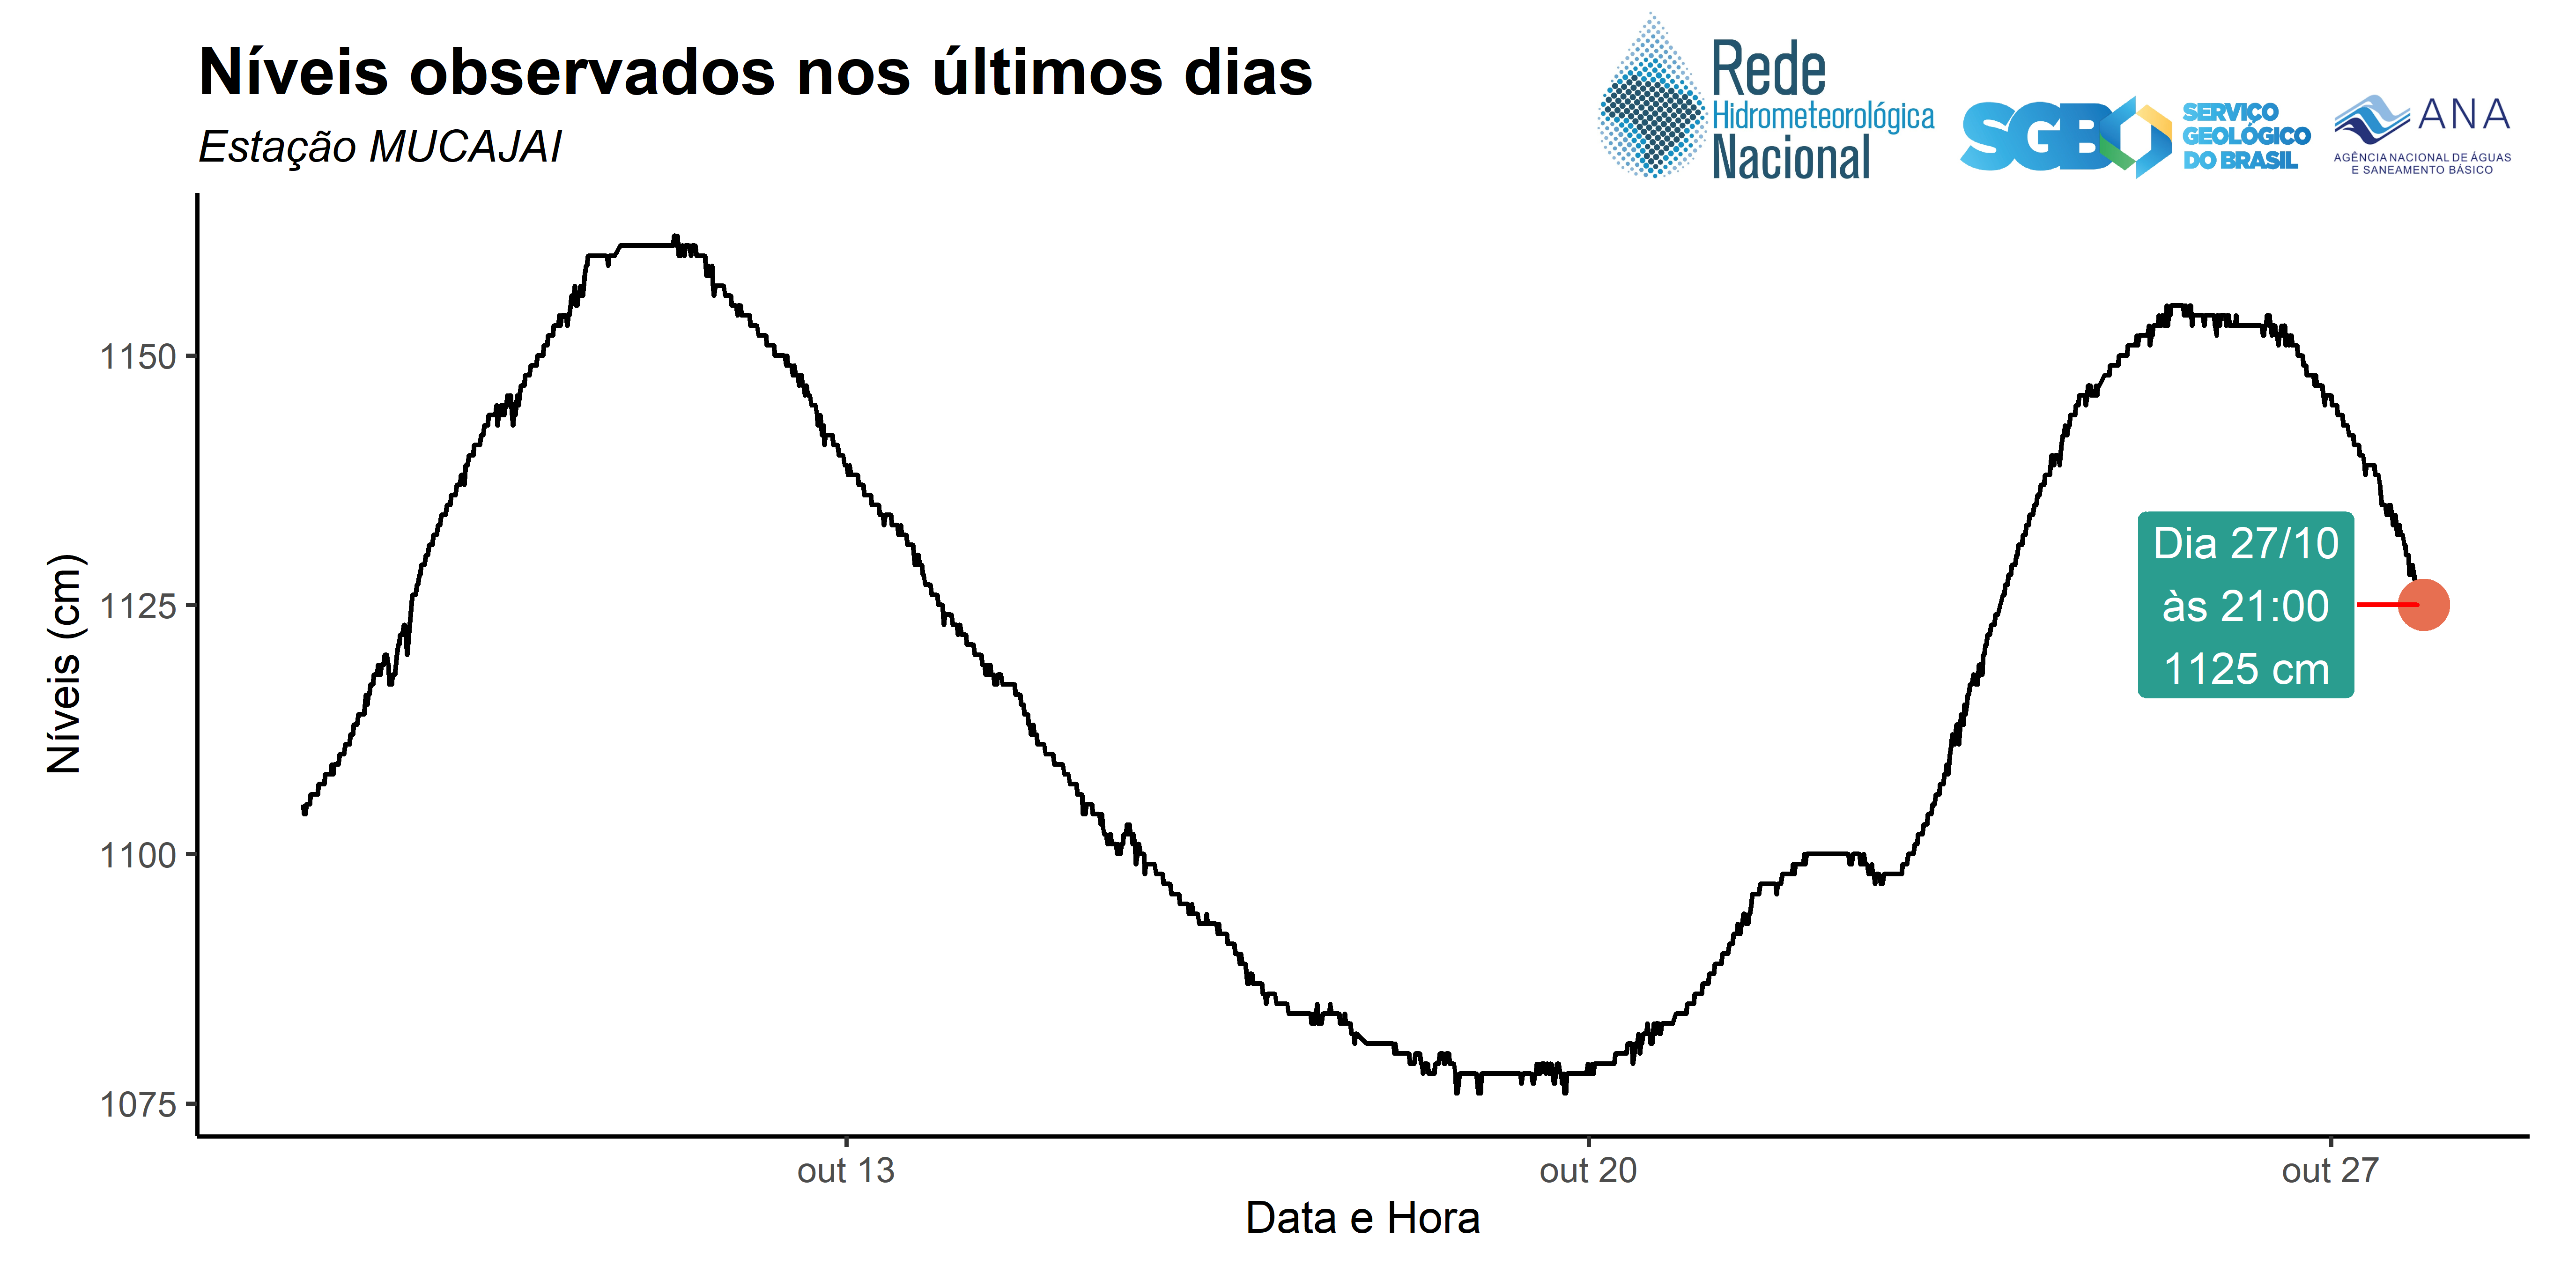 Níveis observados nos últimos dias
Estação MUCAJAI
Rede
Hidrometeorológica
Nacional
SGB
SERVIÇO
GEOLÓGICO
DO BRASIL
ANA
AGÊNCIA NACIONAL DE ÁGUAS
E SANEAMENTO BÁSICO
Níveis (cm)
1150
1125
1100
1075
Dia 27/10
às 21:00
1125 cm
out 13
out 20
out 27
Data e Hora